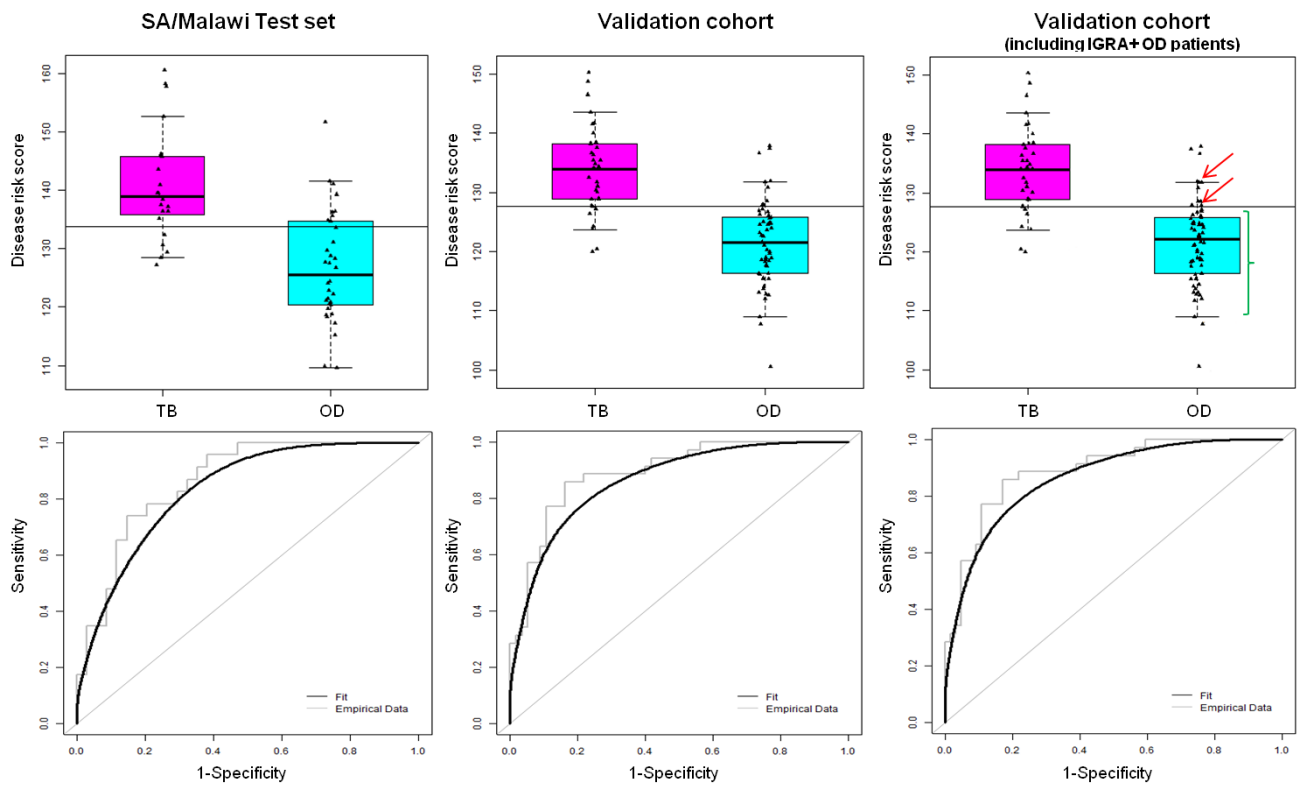 SA/Malawi Test set
Disease risk score
160
150
140
130
120
110
TB
OD
Validation cohort
Disease risk score
150
140
130
120
110
100
TB
OD
Validation cohort
(including IGRA+ OD patients)
Disease risk score
150
140
130
120
110
100
TB
OD
Sensitivity
1.0
0.8
0.6
0.4
0.2
0.0
Fit
Empirical Data
0.0 0.2 0.4 0.6 0.8 1.0
1-Specificity
Sensitivity
1.0
0.8
0.6
0.4
0.2
0.0
Fit
Empirical Data
0.0 0.2 0.4 0.6 0.8 1.0
1-Specificity
Sensitivity
1.0
0.8
0.6
0.4
0.2
0.0
Fit
Empirical Data
0.0 0.2 0.4 0.6 0.8 1.0
1-Specificity